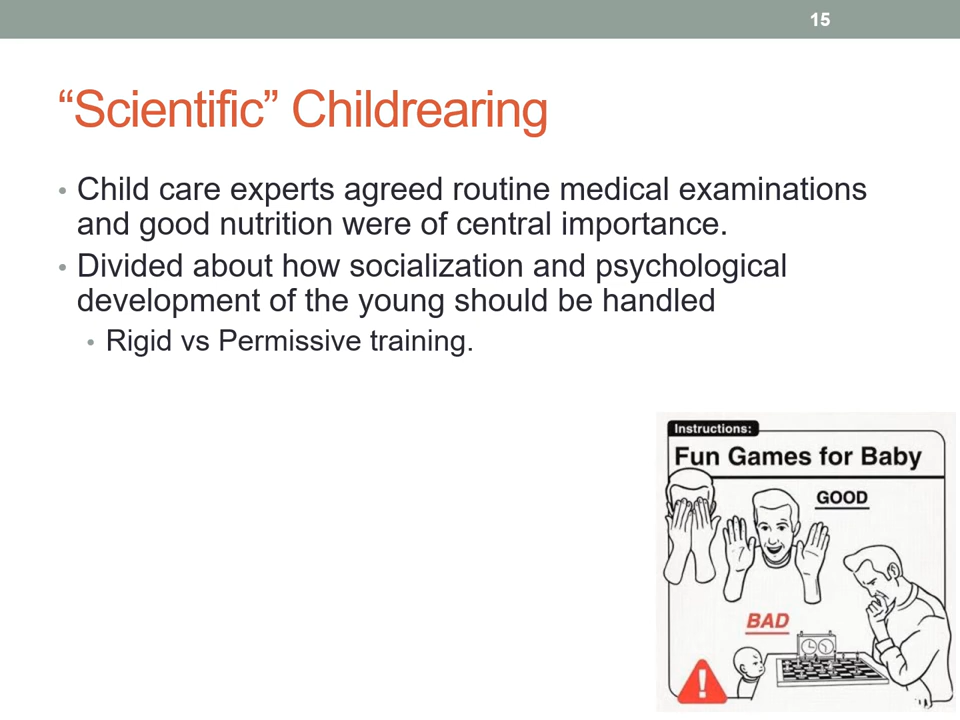 15
“Scientific” Childrearing
• Child care experts agreed routine medical examinations
and good nutrition were of central importance.
• Divided about how socialization and psychological
development of the young should be handled
• Rigid vs Permissive training.
Instructions:
Fun Games for Baby
GOOD
BAD
!